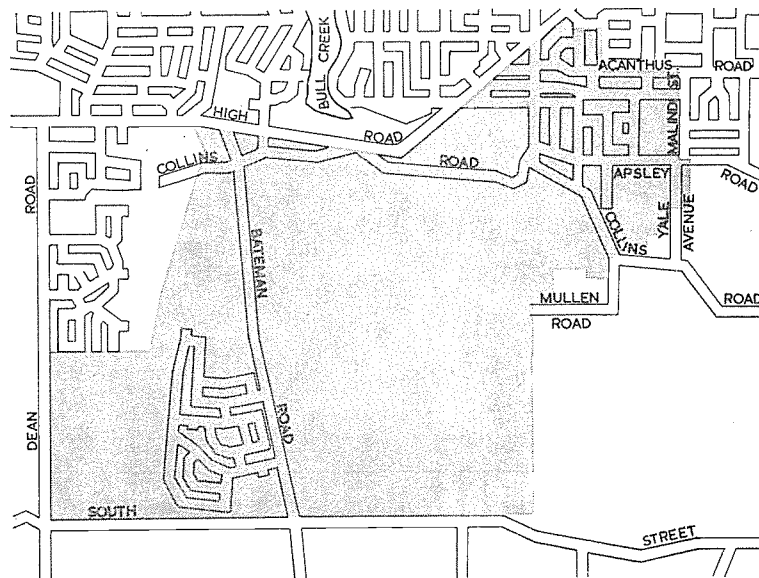 BULL CREEK
ACANTHUS ROAD
MALINDI ST.
HIGH ROAD
COLLINS ROAD
APSLEY ROAD
ROAD
DEAN
BATEMAN
ROAD
YALE
AVENUE
COLLINS
ROAD
MULLEN
ROAD
SOUTH STREET